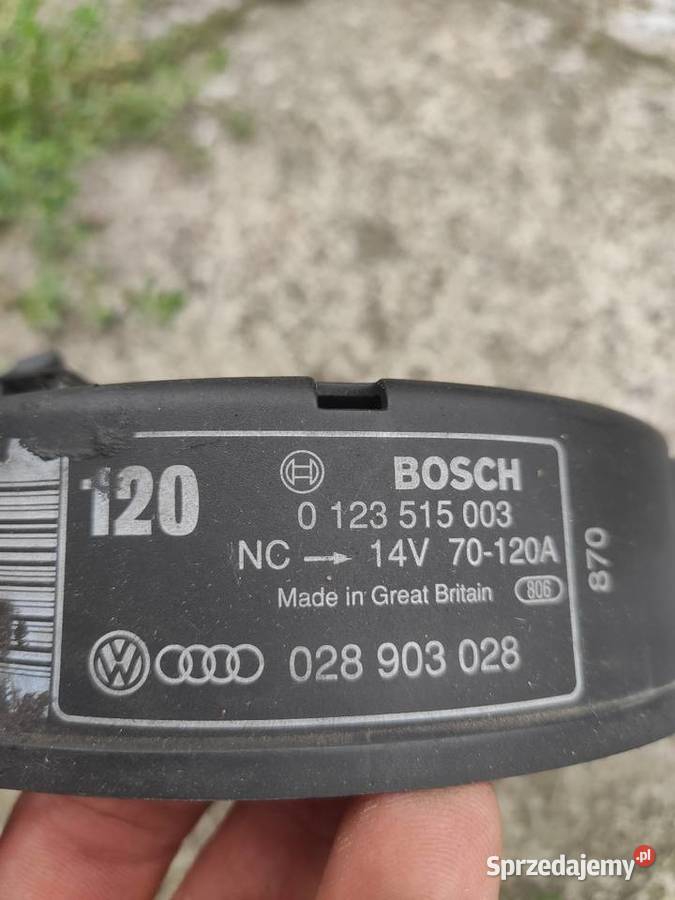 120
BOSCH
0 123 515 003
NC → 14V 70-120A
Made in Great Britain 806
028 903 028
870
Sprzedajemy.pl